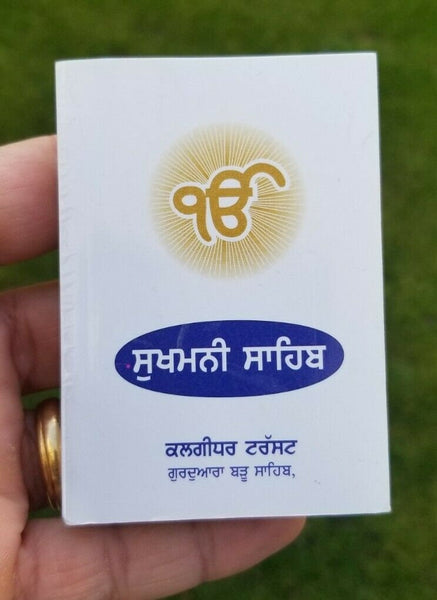 ੴ
ਸੁਖਮਨੀ ਸਾਹਿਬ
ਕਲਗੀਧਰ ਟਰੱਸਟ
ਗੁਰਦੁਆਰਾ ਬੜੂ ਸਾਹਿਬ,